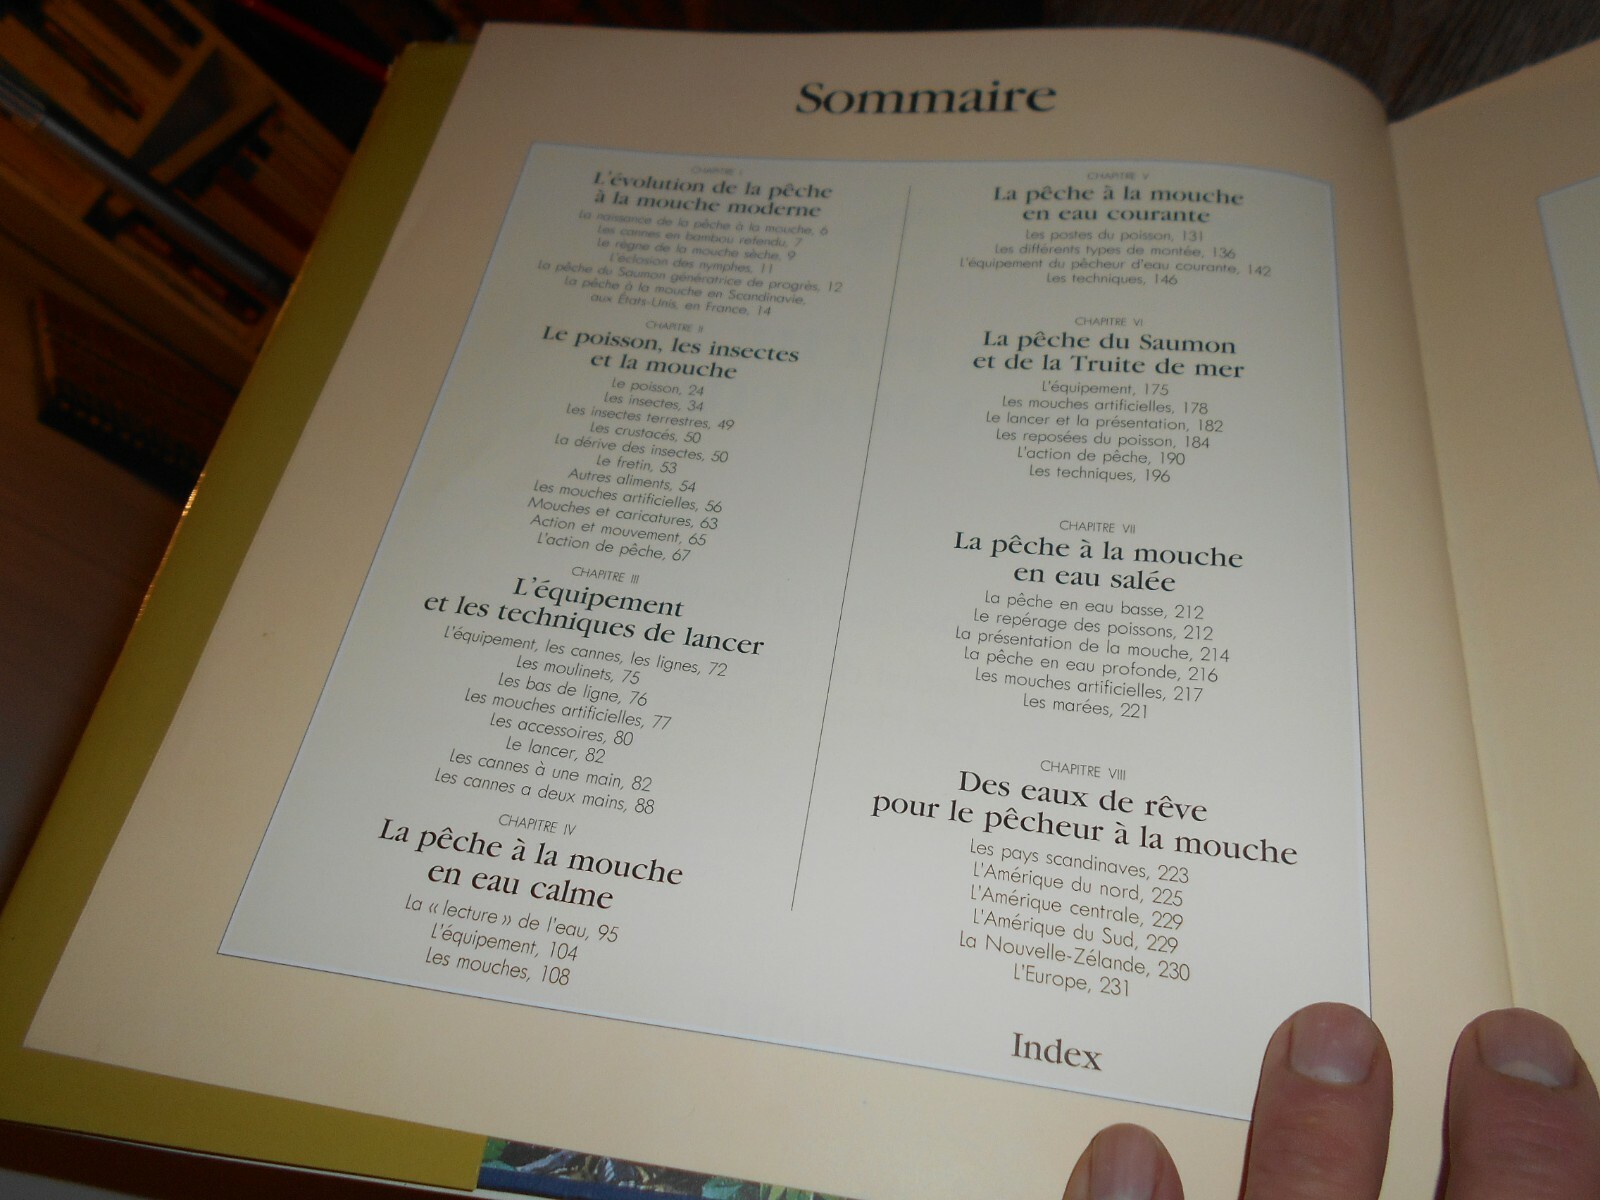 Sommaire
CHAPITRE I
L'évolution de la pêche
à la mouche moderne
La naissance de la pêche à la mouche, 6
Les cannes en bambou refendu, 7
Le règne de la mouche sèche, 9
L'éclosion des nymphes, 11
La pêche du Saumon génératrice de progrès, 12
La pêche à la mouche en Scandinavie,
aux États-Unis, en France, 14
CHAPITRE II
Le poisson, les insectes
et la mouche
Le poisson, 24
Les insectes, 34
Les insectes terrestres, 49
Les crustacés, 50
La dérive des insectes, 50
Le fretin, 53
Autres aliments, 54
Les mouches artificielles, 56
Mouches et caricatures, 63
Action et mouvement, 65
L'action de pêche, 67
CHAPITRE III
L'équipement
et les techniques de lancer
L'équipement, les cannes, les lignes, 72
Les moulinets, 75
Les bas de ligne, 76
Les mouches artificielles, 77
Les accessoires, 80
Le lancer, 82
Les cannes à une main, 82
Les cannes a deux mains, 88
CHAPITRE IV
La pêche à la mouche
en eau calme
La « lecture » de l'eau, 95
L'équipement, 104
Les mouches, 108
CHAPITRE V
La pêche à la mouche
en eau courante
Les postes du poisson, 131
Les différents types de montée, 136
L'équipement du pêcheur d'eau courante, 142
Les techniques, 146
CHAPITRE VI
La pêche du Saumon
et de la Truite de mer
L'équipement, 175
Les mouches artificielles, 178
Le lancer et la présentation, 182
Les reposées du poisson, 184
L'action de pêche, 190
Les techniques, 196
CHAPITRE VII
La pêche à la mouche
en eau salée
La pêche en eau basse, 212
Le repérage des poissons, 212
La présentation de la mouche, 214
La pêche en eau profonde, 216
Les mouches artificielles, 217
Les marées, 221
CHAPITRE VIII
Des eaux de rêve
pour le pêcheur à la mouche
Les pays scandinaves, 223
L'Amérique du nord, 225
L'Amérique centrale, 229
L'Amérique du Sud, 229
La Nouvelle-Zélande, 230
L'Europe, 231
Index